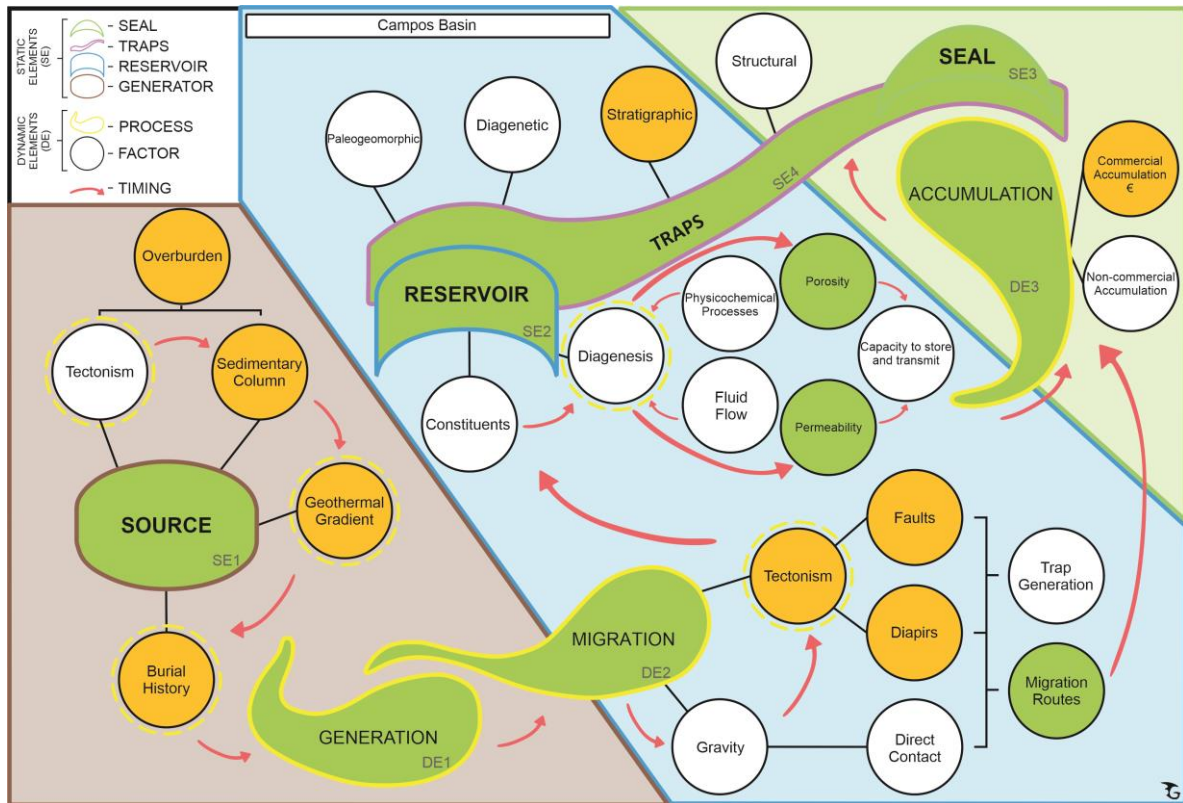 STATIC
ELEMENTS
(SE)
- SEAL
- TRAPS
- RESERVOIR
- GENERATOR
DYNAMIC
ELEMENTS
(DE)
- PROCESS
- FACTOR
- TIMING
Campos Basin
Structural
SEAL
SE3
Paleogeomorphic
Diagenetic
Stratigraphic
TRAPS
SE4
ACCUMULATION
DE3
Commercial
Accumulation
€
Non-commercial
Accumulation
RESERVOIR
SE2
Constituents
Diagenesis
Physicochemical
Processes
Fluid
Flow
Porosity
Permeability
Capacity to store
and transmit
Overburden
Tectonism
Sedimentary
Column
SOURCE
SE1
Geothermal
Gradient
Burial
History
GENERATION
DE1
MIGRATION
DE2
Tectonism
Gravity
Faults
Diapirs
Direct
Contact
Trap
Generation
Migration
Routes
G